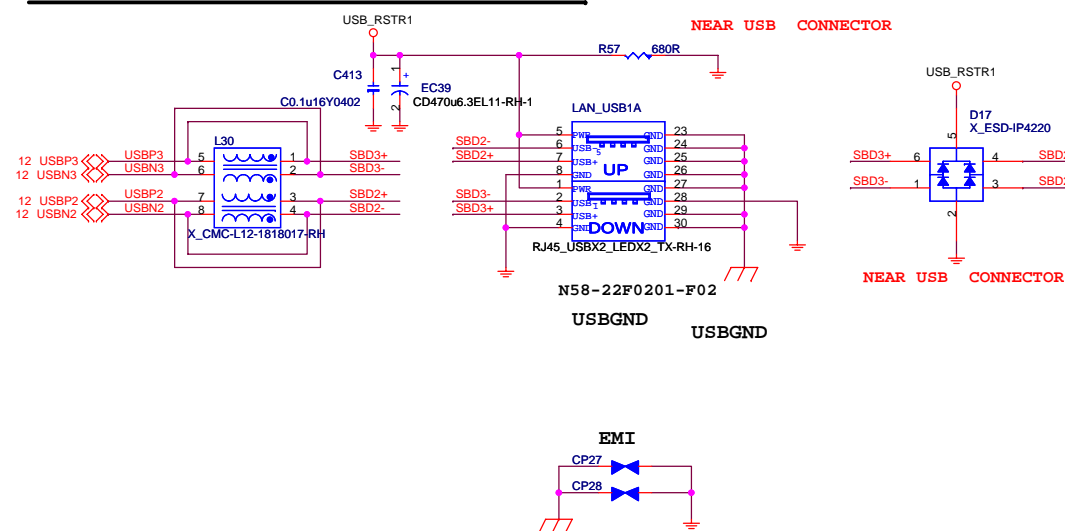 USB_RSTR1
NEAR USB CONNECTOR
R57 680R
C413
C0.1u16Y0402
1 +
EC39
2
CD470u6.3EL11-RH-1
USB_RSTR1
D17
X_ESD-IP4220
LAN_USB1A
L30
12 USBP3 USBP3 5 1 SBD3+
12 USBN3 USBN3 6 2 SBD3-
12 USBP2 USBP2 7 3 SBD2+
12 USBN2 USBN2 8 4 SBD2-
X_CMC-L12-1818017-RH
5 PWR GND 23
SBD2- 6 USB- GND 24
SBD2+ 7 USB+ GND 25
8 GND UP GND 26
1 PWR GND 27
SBD3- 2 USB- GND 28
SBD3+ 3 USB+ GND 29
4 GND DOWN GND 30
RJ45_USBX2_LEDX2_TX-RH-16
5
SBD3+ 6 4
SBD3- 1 3
2
NEAR USB CONNECTOR
N58-22F0201-F02
USBGND
USBGND
EMI
CP27
CP28